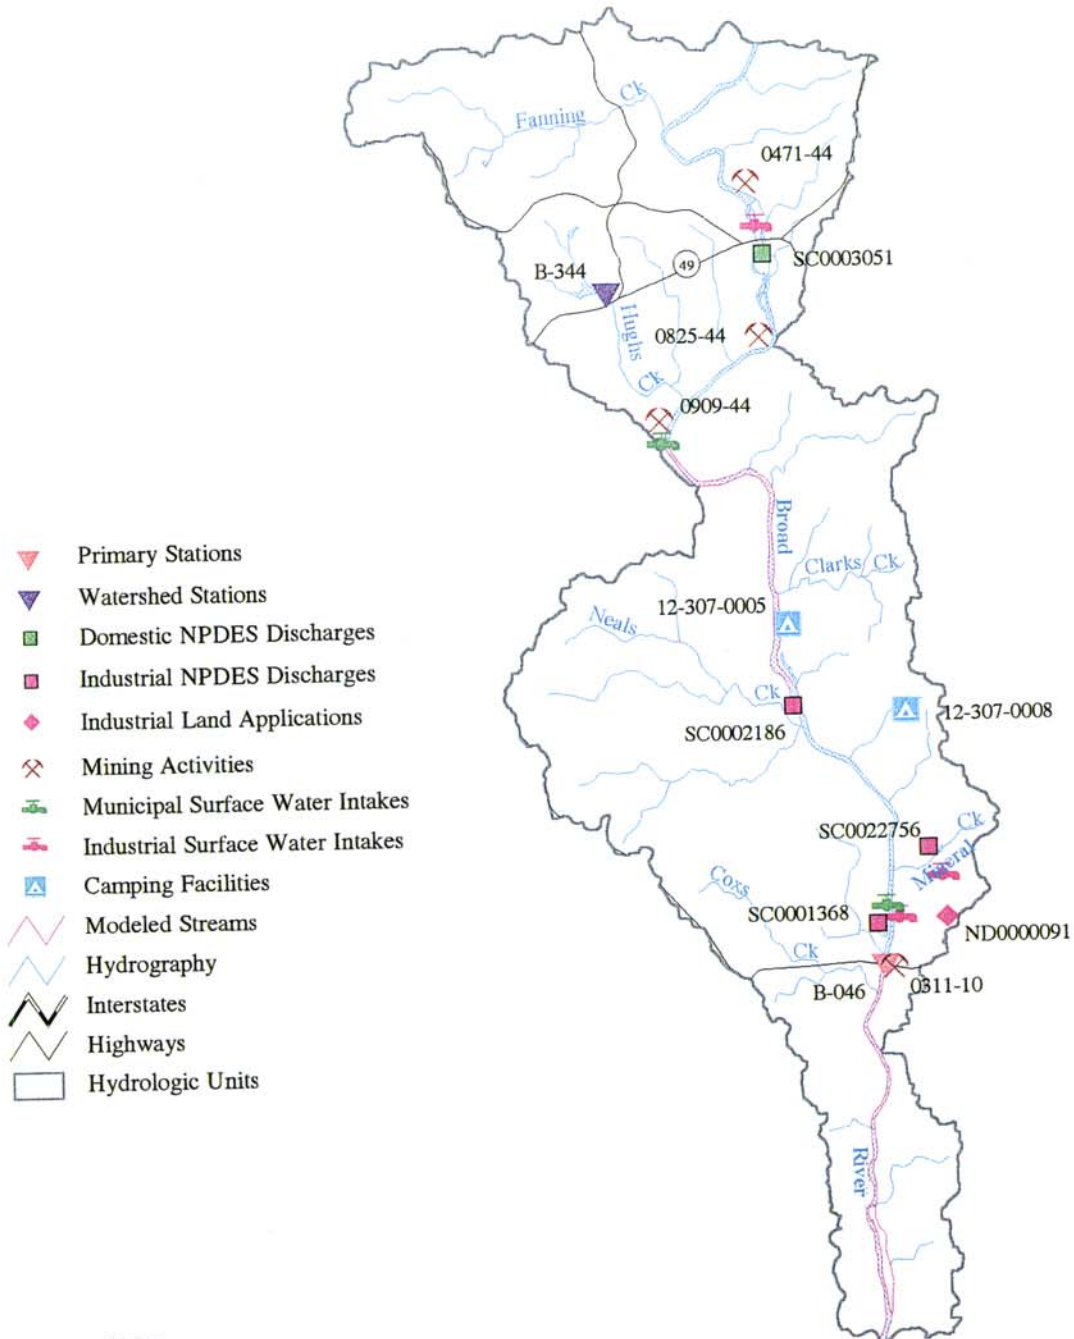 Ck
Fanning
0471-44
49
SC0003051
B-344
Hughs
Ck
0825-44
0909-44
Broad
Clarks Ck
12-307-0005
Neals
Ck
SC0002186
12-307-0008
SC0022756
Ck
Mineral
Coxs
SC0001368
ND0000091
Ck
B-046
0311-10
River
Primary Stations
Watershed Stations
Domestic NPDES Discharges
Industrial NPDES Discharges
Industrial Land Applications
Mining Activities
Municipal Surface Water Intakes
Industrial Surface Water Intakes
Camping Facilities
Modeled Streams
Hydrography
Interstates
Highways
Hydrologic Units